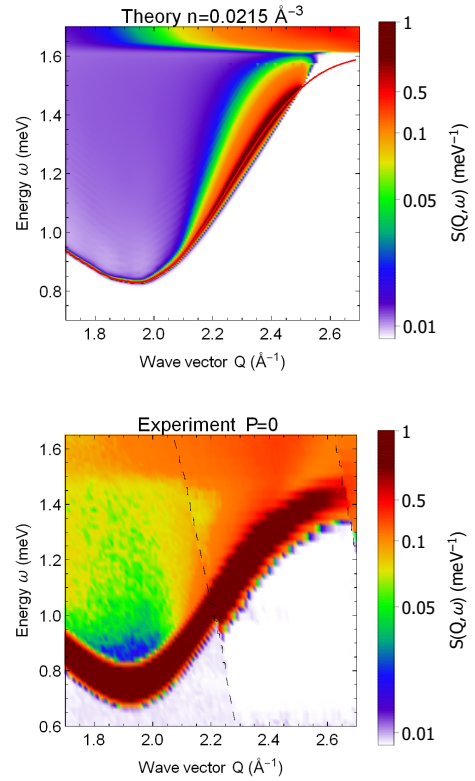 Theory n=0.0215 Å⁻³
1.6
1.4
1.2
1.0
0.8
Energy ω (meV)
1.8 2.0 2.2 2.4 2.6
Wave vector Q (Å⁻¹)
1
0.5
0.1
0.05
0.01
S(Q,ω) (meV⁻¹)
Experiment P=0
1.6
1.4
1.2
1.0
0.8
0.6
Energy ω (meV)
1.8 2.0 2.2 2.4 2.6
Wave vector Q (Å⁻¹)
1
0.5
0.1
0.05
0.01
S(Q,ω) (meV⁻¹)